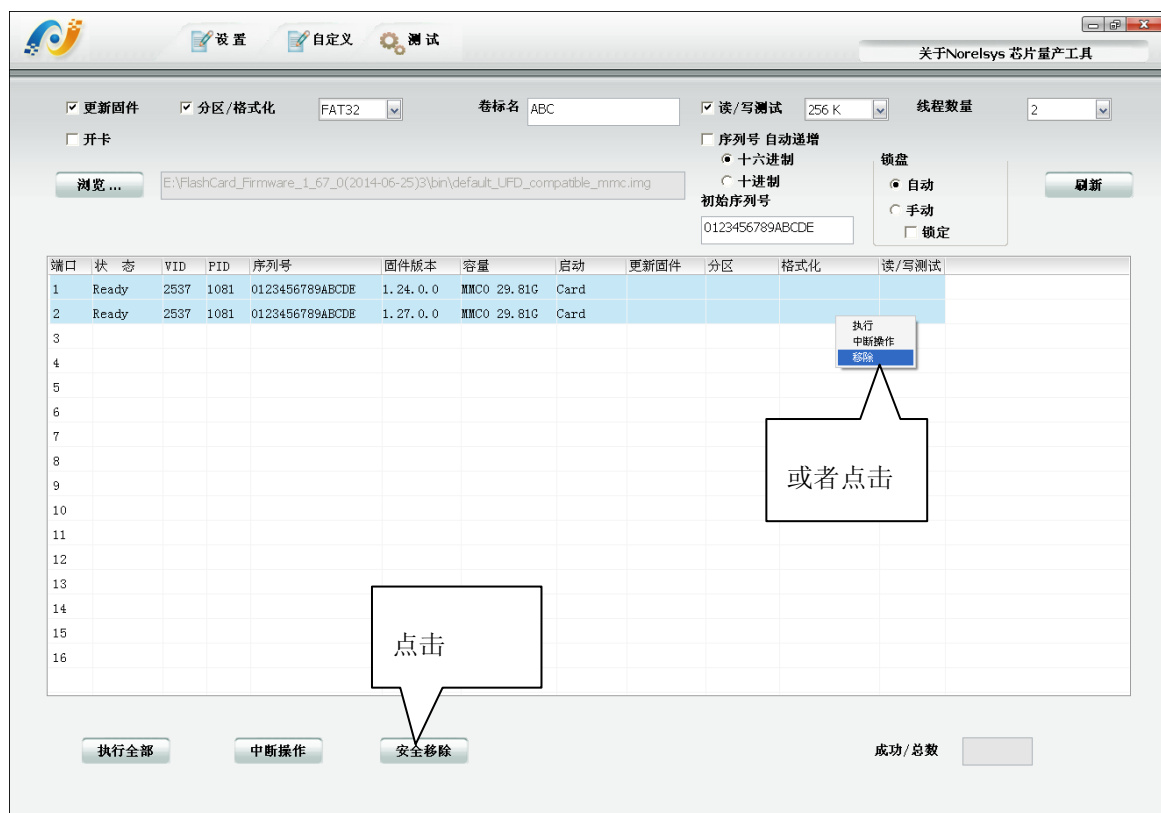 设置 自定义 测试
关于Norelsys 芯片量产工具
更新固件 分区/格式化 FAT32 卷标名 ABC 读/写测试 256 K 线程数量 2
开卡 序列号 自动递增
十六进制 锁盘
浏览 ... E:\FlashCard_Firmware_1_67_0(2014-06-25)3\bin\default_UFD_compatible_mmc.img 十进制 自动 刷新
初始序列号 手动
0123456789ABCDE 锁定
端口 状 态 VID PID 序列号 固件版本 容量 启动 更新固件 分区 格式化 读/写测试
1 Ready 2537 1081 0123456789ABCDE 1.24.0.0 MMC0 29.81G Card
2 Ready 2537 1081 0123456789ABCDE 1.27.0.0 MMC0 29.81G Card
执行
3
中断操作
移除
4
5
6
7
8
或者点击
9
10
11
12
13
14
15
点击
16
执行全部 中断操作 安全移除 成功/总数